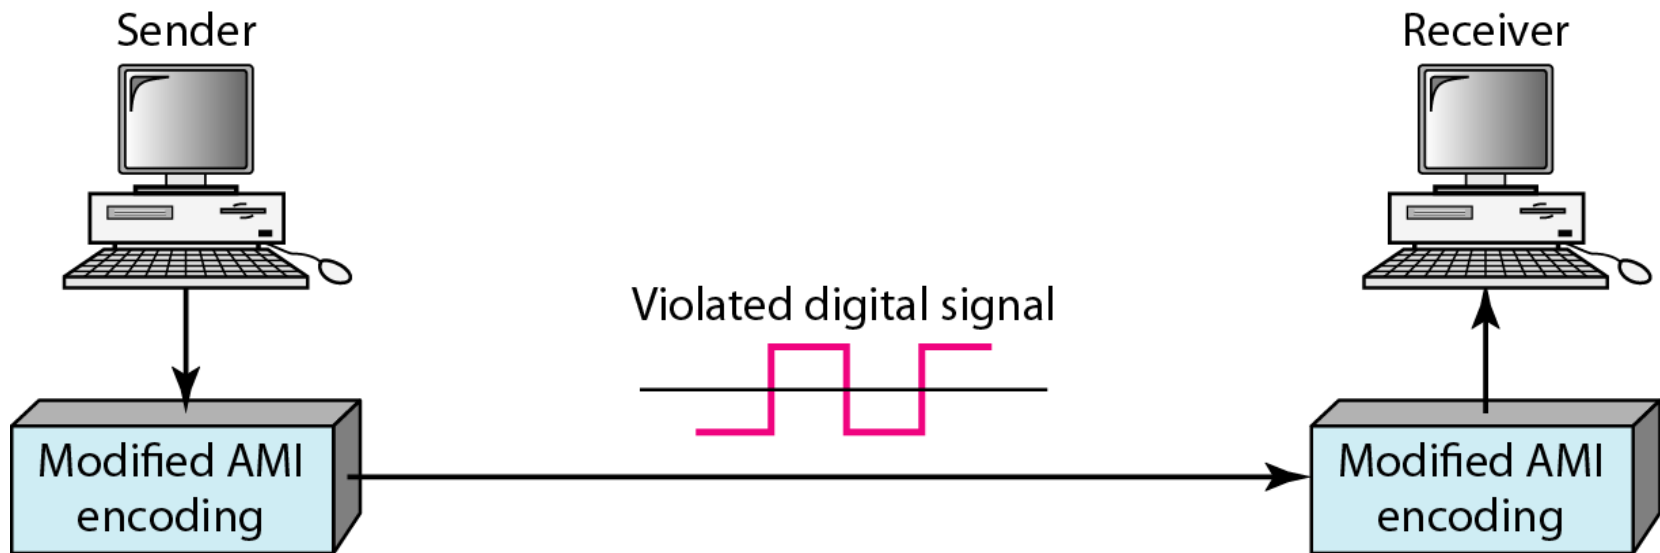 Sender
Receiver
Violated digital signal
Modified AMI
encoding
Modified AMI
encoding